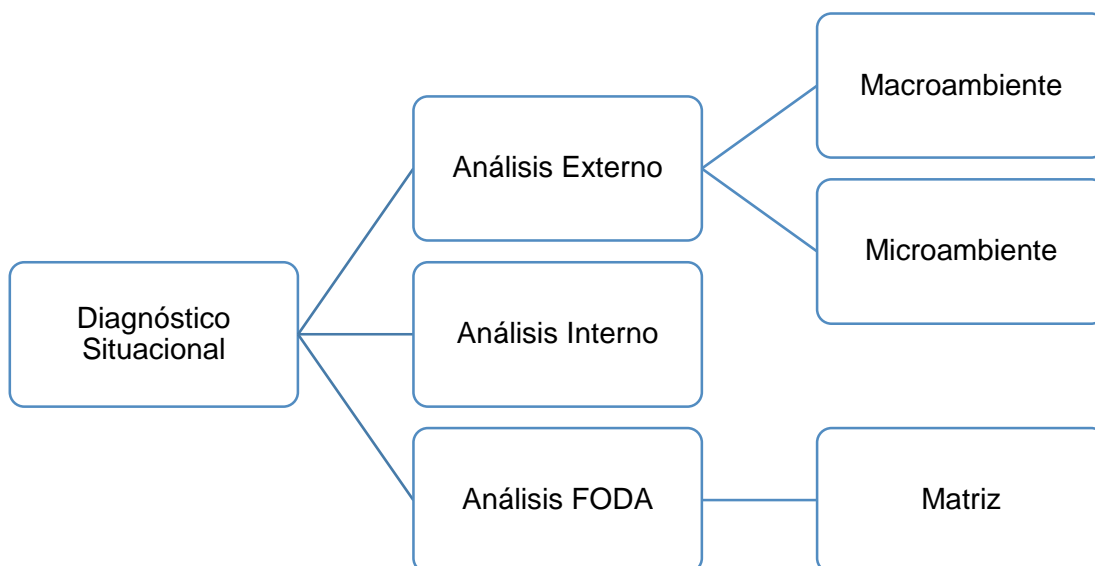 Diagnóstico
Situacional
Análisis Externo
Macroambiente
Microambiente
Análisis Interno
Análisis FODA
Matriz